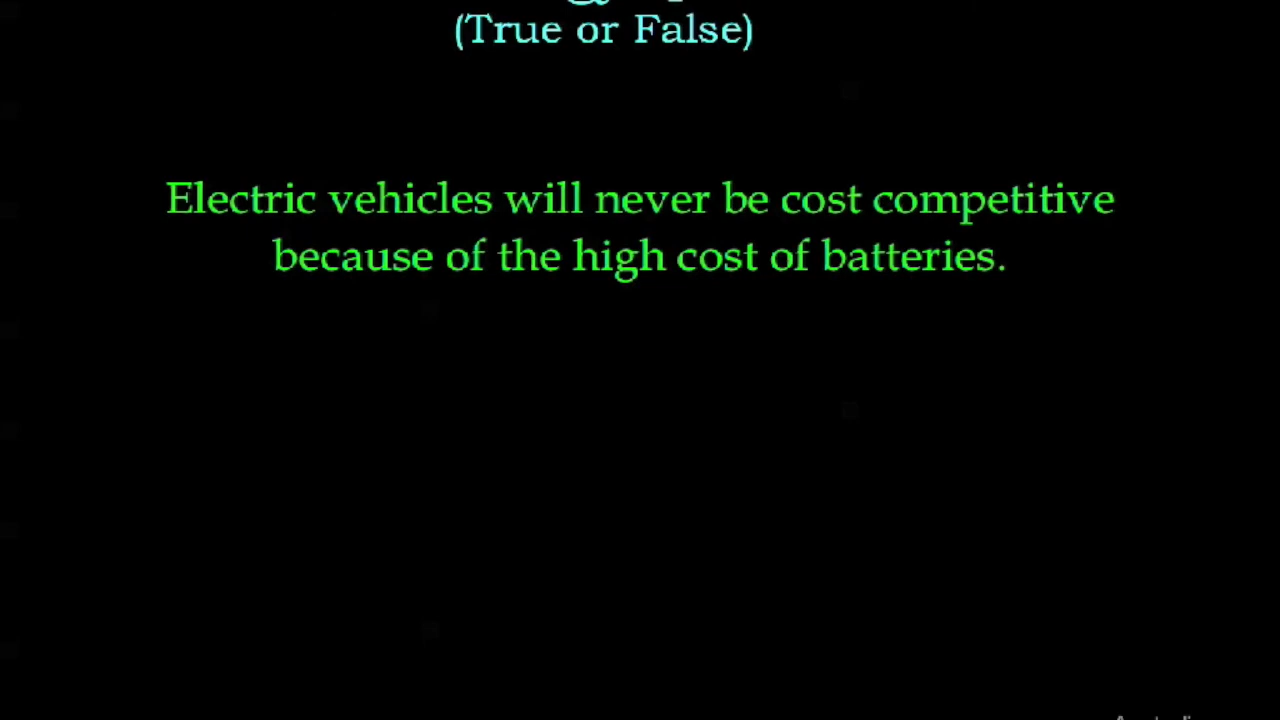 (True or False)
Electric vehicles will never be cost competitive
because of the high cost of batteries.